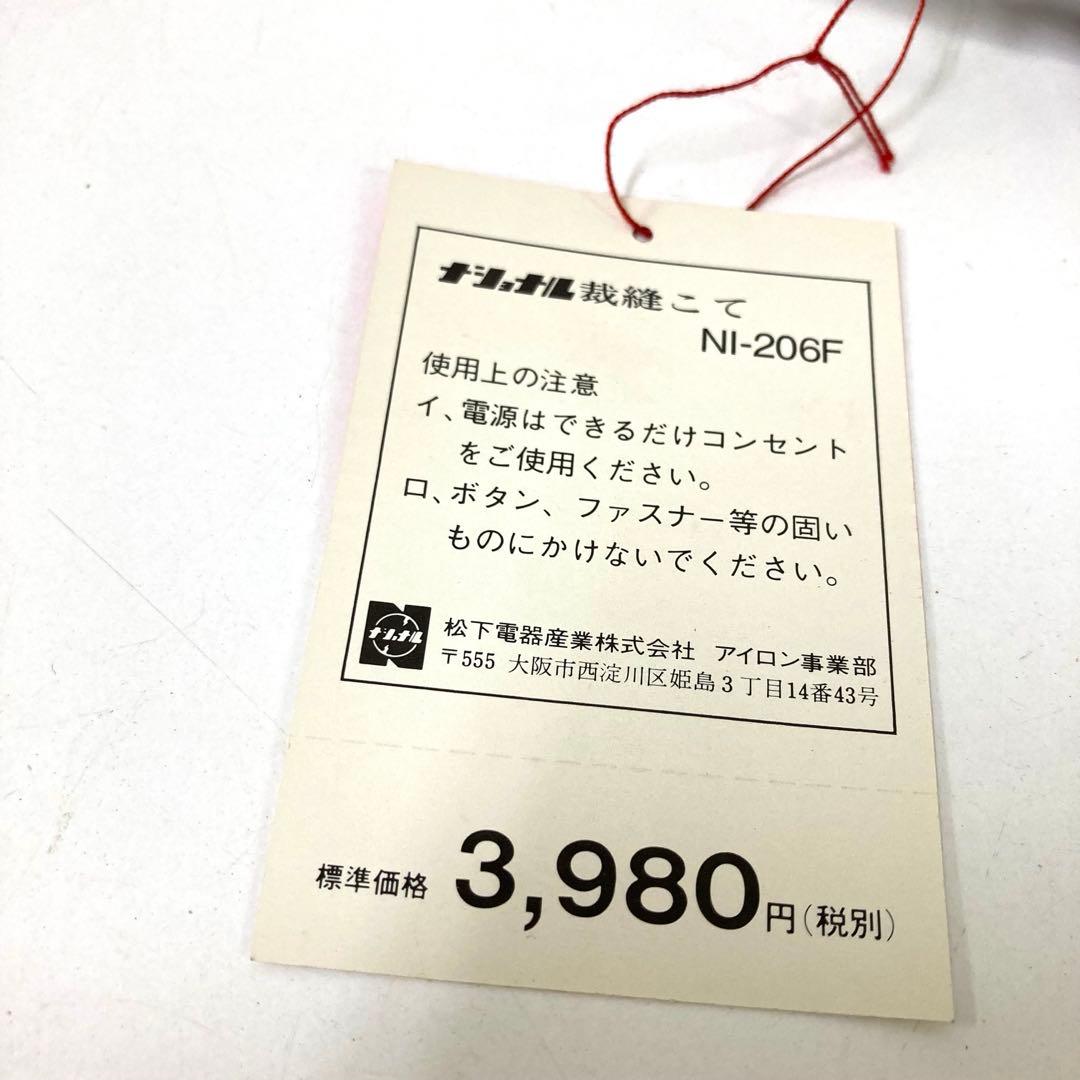 ナショナル裁縫こて
NI-206F
使用上の注意
イ、電源はできるだけコンセント
をご使用ください。
ロ、ボタン、ファスナー等の固い
ものにかけないでください。
ナショナル
松下電器産業株式会社 アイロン事業部
〒555 大阪市西淀川区姫島3丁目14番43号
標準価格 3,980円(税別)